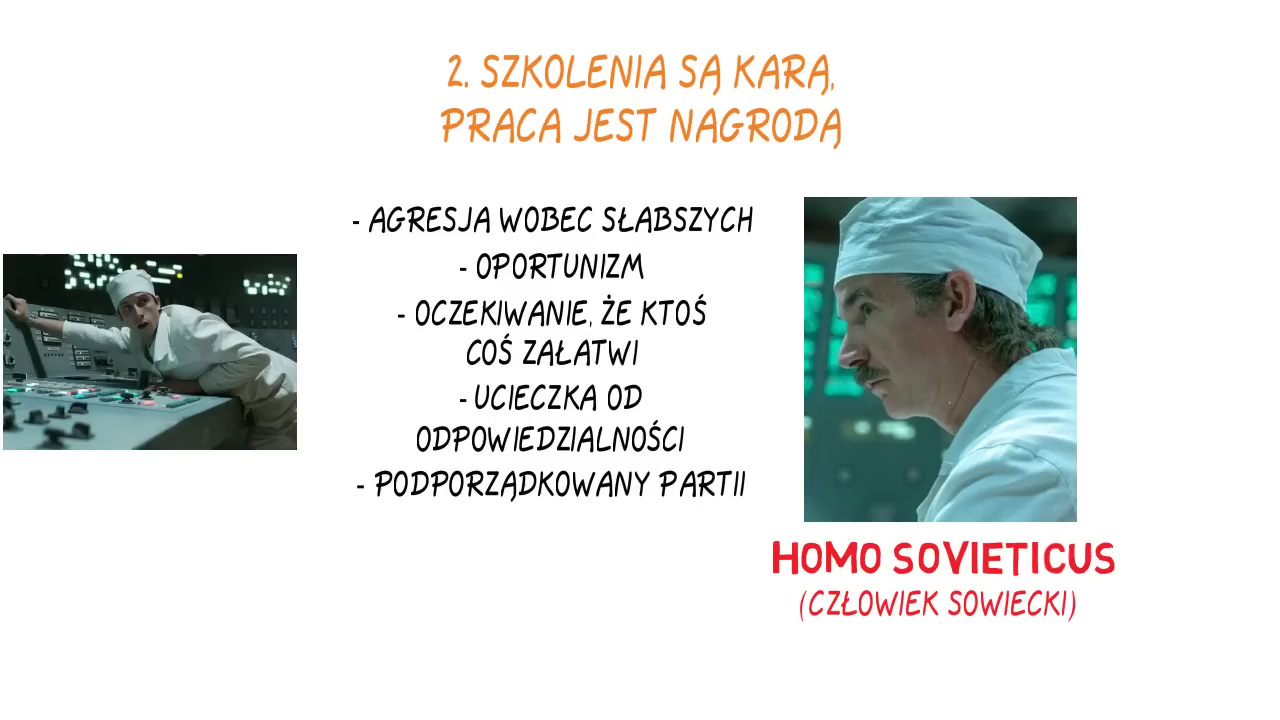 2. SZKOLENIA SĄ KARĄ,
PRACA JEST NAGRODĄ
- AGRESJA WOBEC SŁABSZYCH
- OPORTUNIZM
- OCZEKIWANIE, ŻE KTOŚ
COŚ ZAŁATWI
- UCIECZKA OD
ODPOWIEDZIALNOŚCI
- PODPORZĄDKOWANY PARTII
HOMO SOVIETICUS
(CZŁOWIEK SOWIECKI)